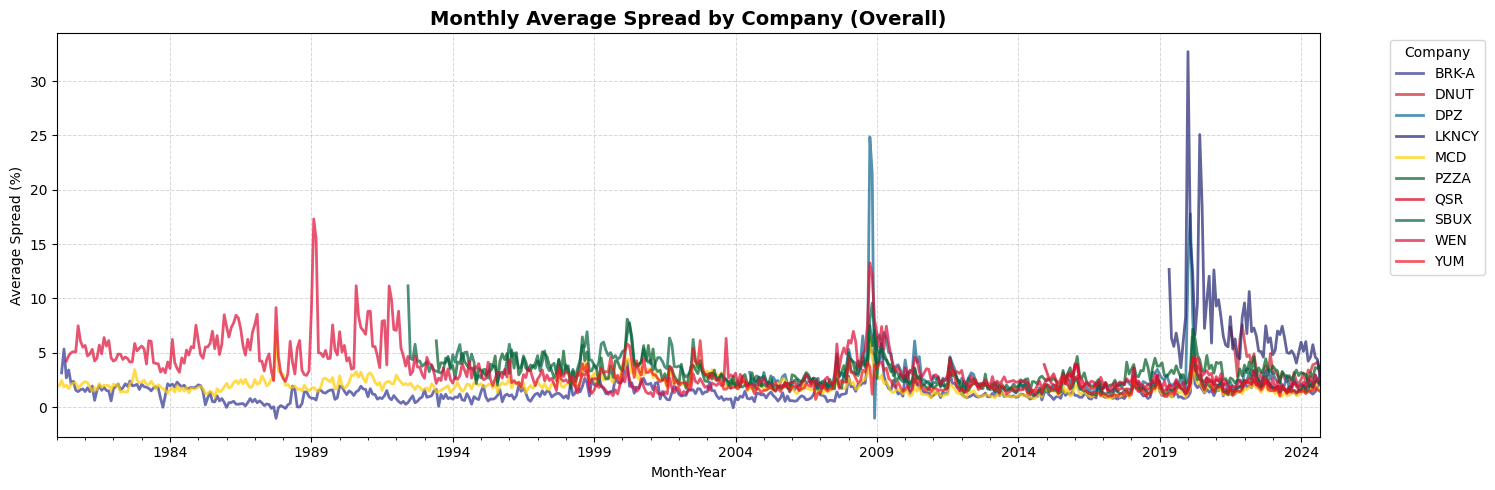 Monthly Average Spread by Company (Overall)
Average Spread (%)
30
25
20
15
10
5
0
1984 1989 1994 1999 2004 2009 2014 2019 2024
Month-Year
Company
BRK-A
DNUT
DPZ
LKNCY
MCD
PZZA
QSR
SBUX
WEN
YUM